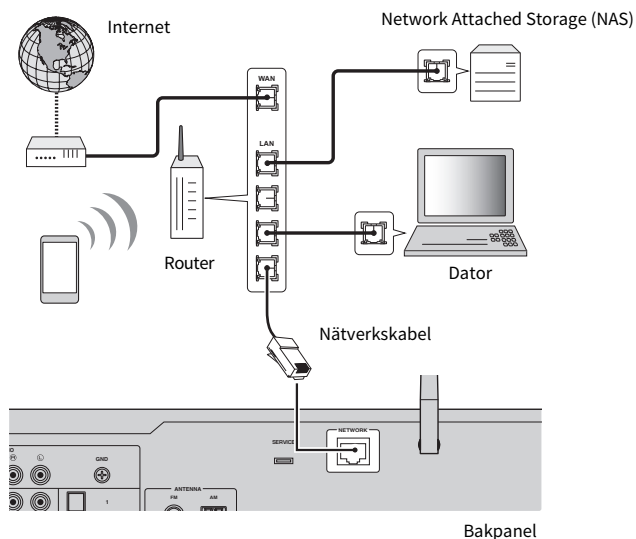 Internet
Network Attached Storage (NAS)
WAN
LAN
Router
Dator
Nätverkskabel
NETWORK
SERVICE
GND
ANTENNA
FM
AM
R
L
1
Bakpanel